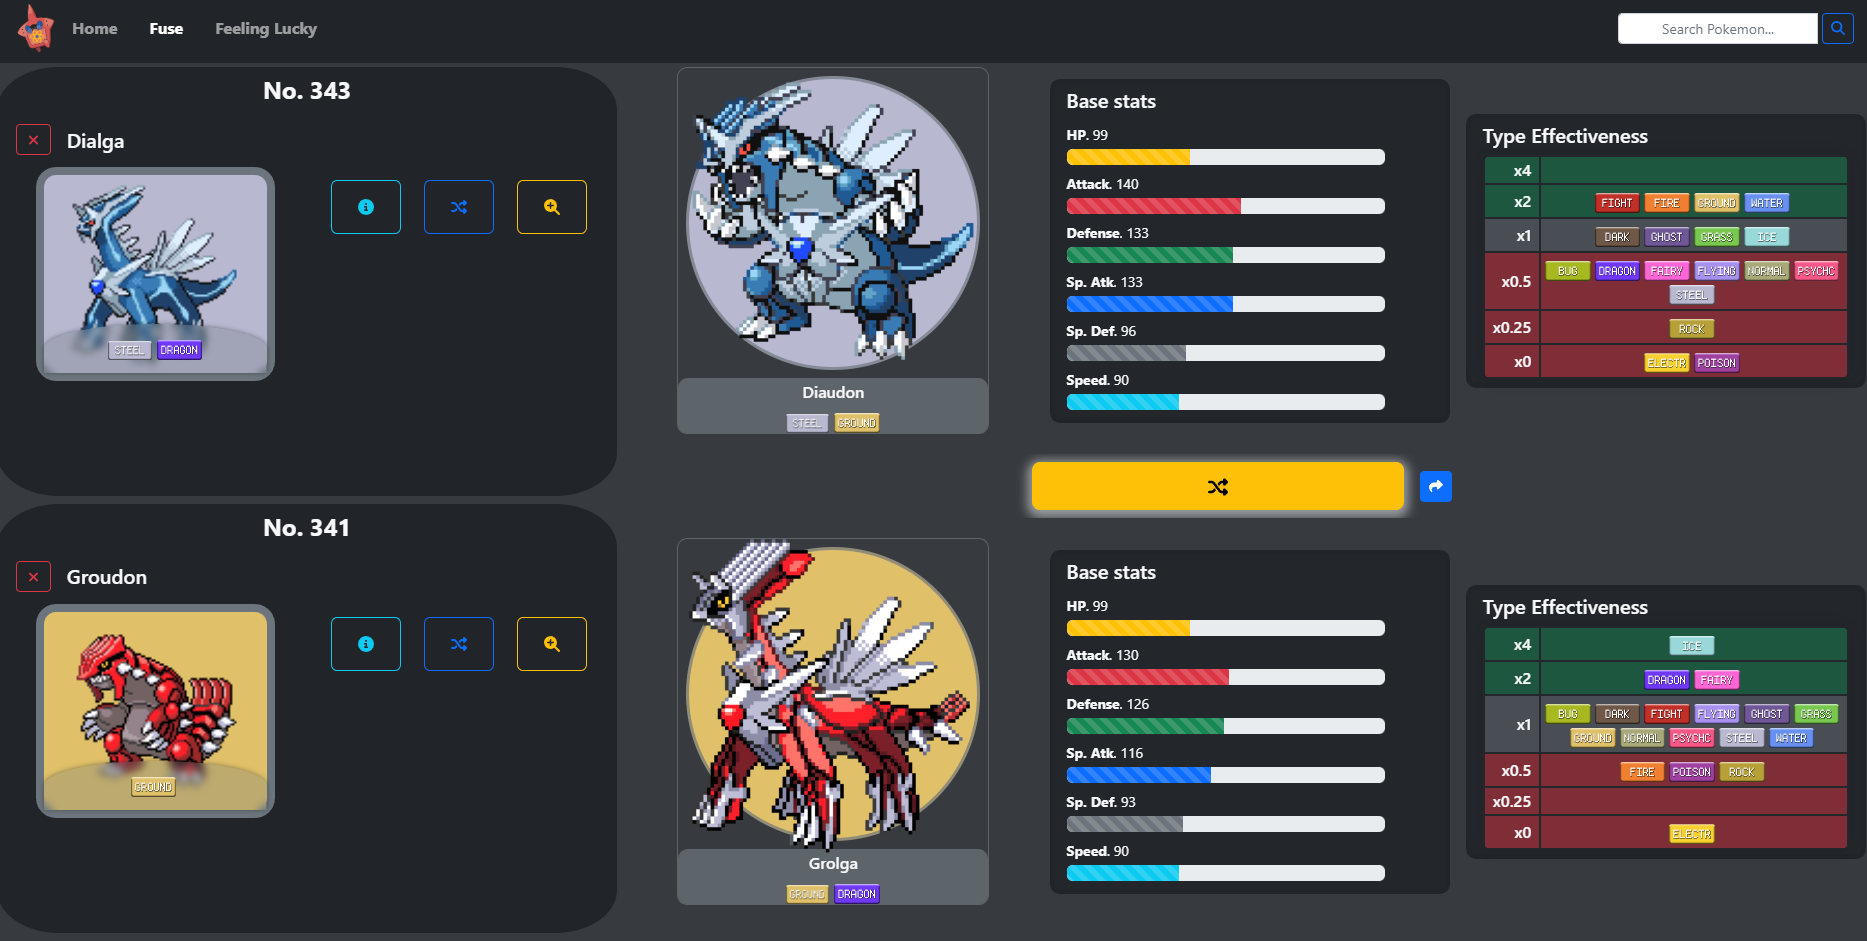 Home Fuse Feeling Lucky Search Pokemon...
No. 343
Dialga
STEEL DRAGON
No. 341
Groudon
GROUND
Diaudon
STEEL GROUND
Base stats
HP. 99
Attack. 140
Defense. 133
Sp. Atk. 133
Sp. Def. 96
Speed. 90
Type Effectiveness
x4
x2 FIGHT FIRE GROUND WATER
x1 DARK GHOST GRASS ICE
x0.5 BUG DRAGON FAIRY FLYING NORMAL PSYCHC
STEEL
x0.25 ROCK
x0 ELECTR POISON
Grolga
GROUND DRAGON
Base stats
HP. 99
Attack. 130
Defense. 126
Sp. Atk. 116
Sp. Def. 93
Speed. 90
Type Effectiveness
x4 ICE
x2 DRAGON FAIRY
x1 BUG DARK FIGHT FLYING GHOST GRASS
GROUND NORMAL PSYCHC STEEL WATER
x0.5 FIRE POISON ROCK
x0.25
x0 ELECTR